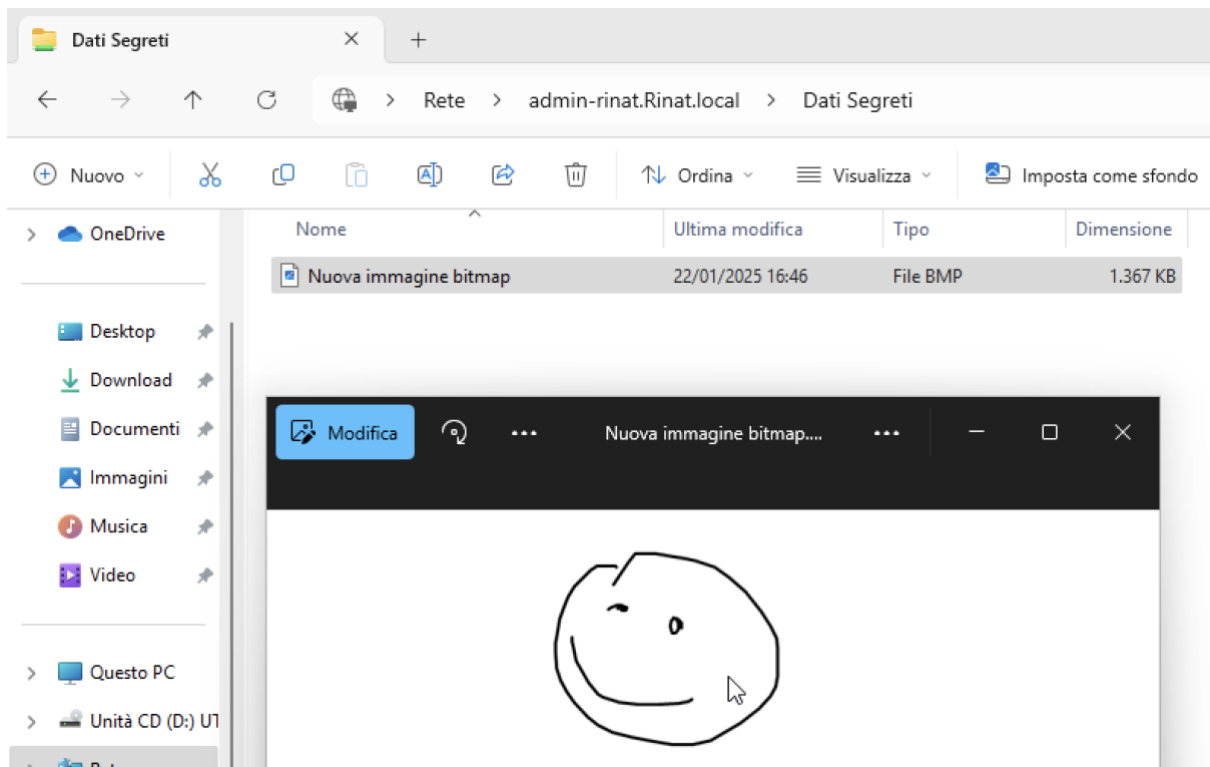 Dati Segreti
Rete > admin-rinat.Rinat.local > Dati Segreti
Nuovo Ordina Visualizza Imposta come sfondo
OneDrive Nome Ultima modifica Tipo Dimensione
Nuova immagine bitmap 22/01/2025 16:46 File BMP 1.367 KB
Desktop
Download
Documenti Modifica Nuova immagine bitmap....
Immagini
Musica
Video
Questo PC
Unità CD (D:) UT